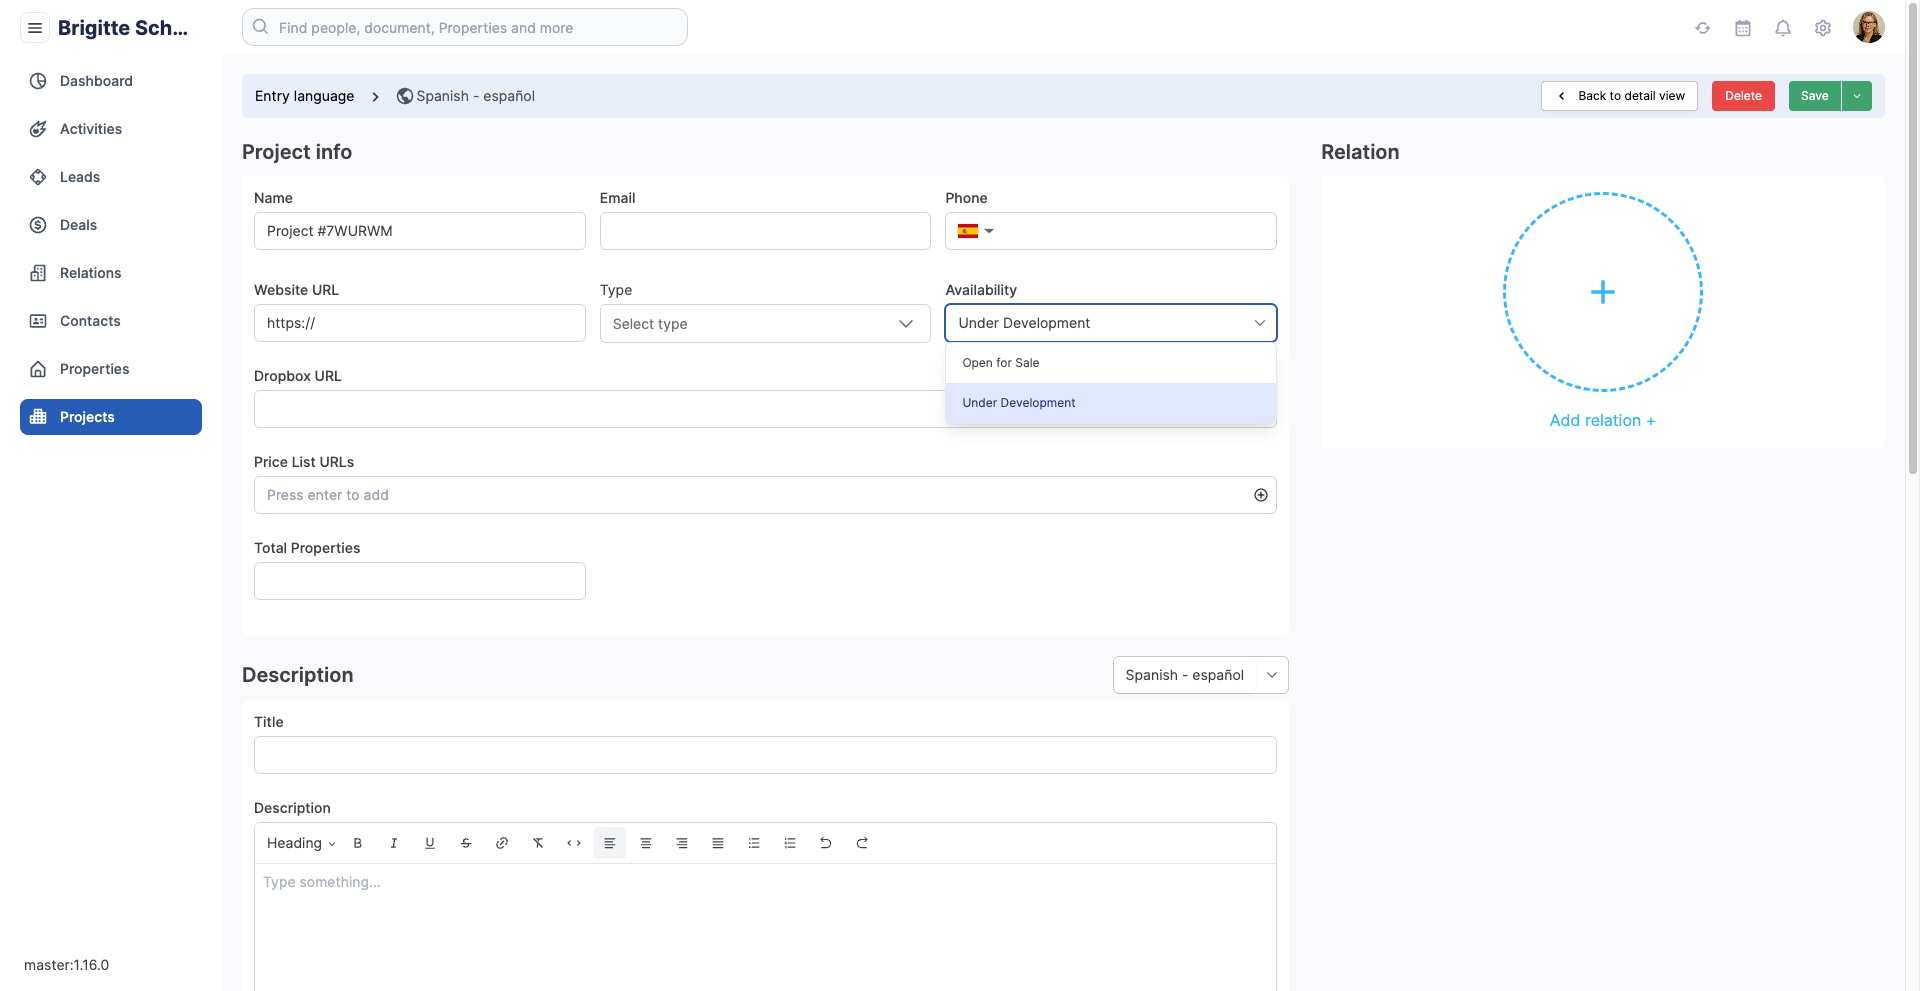 Brigitte Sch...
Find people, document, Properties and more
Dashboard
Activities
Leads
Deals
Relations
Contacts
Properties
Projects
master:1.16.0
Entry language
Spanish - español
Back to detail view
Delete
Save
Project info
Name
Email
Phone
Project #7WURWM
Website URL
Type
Availability
https://
Select type
Under Development
Open for Sale
Under Development
Dropbox URL
Price List URLs
Press enter to add
Total Properties
Relation
Add relation +
Description
Spanish - español
Title
Description
Heading
Type something...